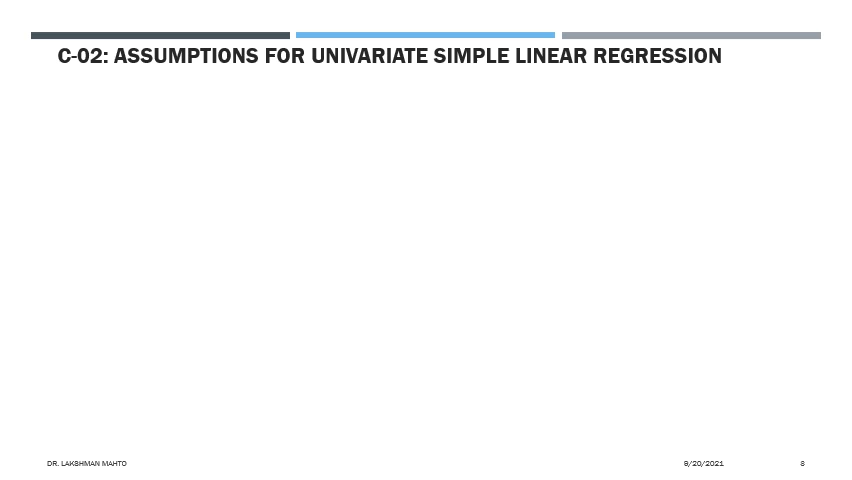 C-02: ASSUMPTIONS FOR UNIVARIATE SIMPLE LINEAR REGRESSION
DR. LAKSHMAN MAHTO 9/20/2021 8